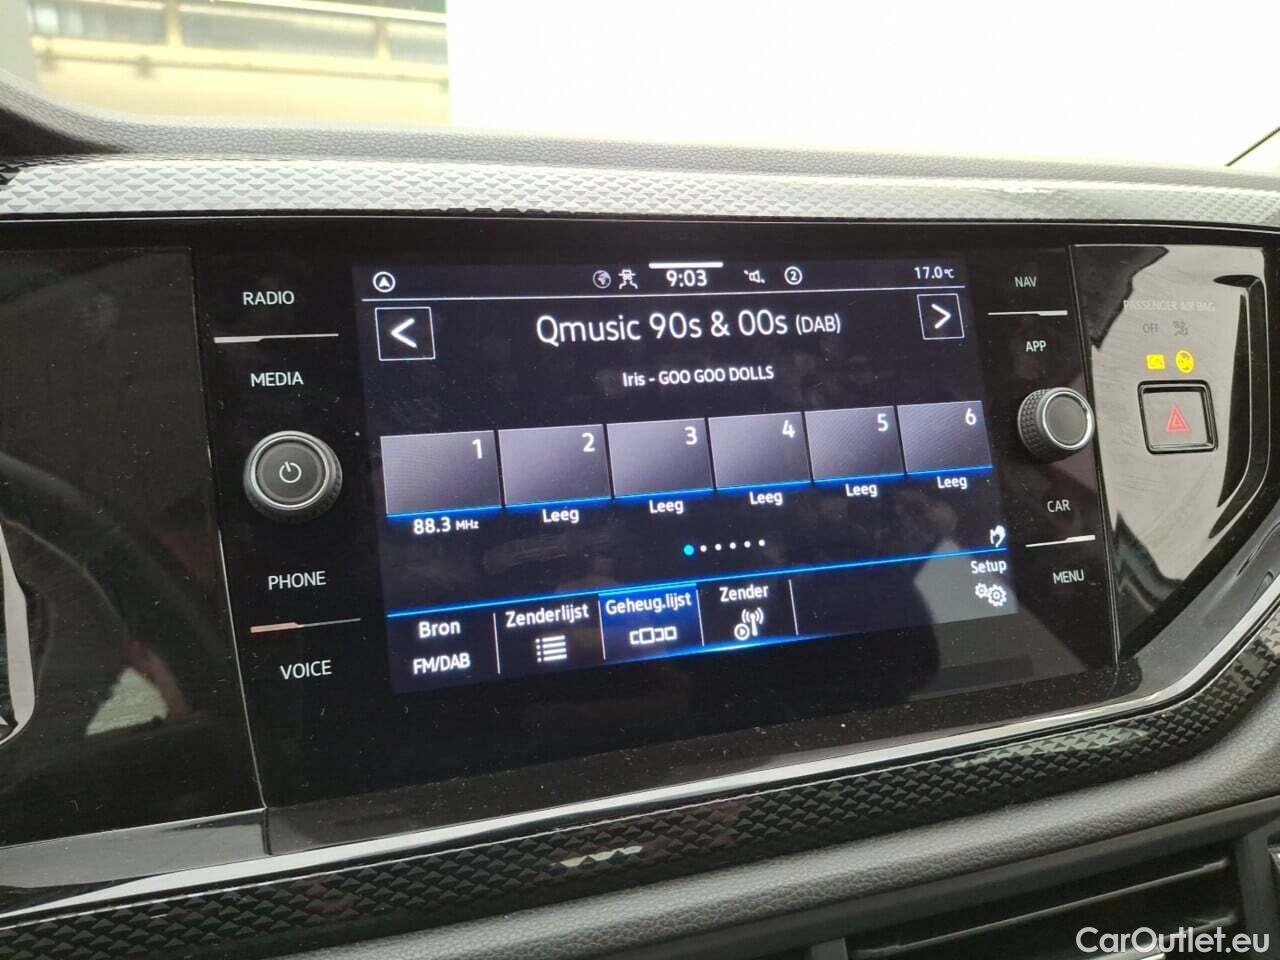 RADIO
MEDIA
PHONE
VOICE
9:03
2
17.0°C
Qmusic 90s & 00s (DAB)
Iris - GOO GOO DOLLS
1
2
3
4
5
6
88.3 MHz
Leeg
Leeg
Leeg
Leeg
Leeg
Bron
FM/DAB
Zenderlijst
Geheug.lijst
Zender
Setup
NAV
APP
CAR
MENU
PASSENGER AIR BAG
OFF
ON
CarOutlet.eu